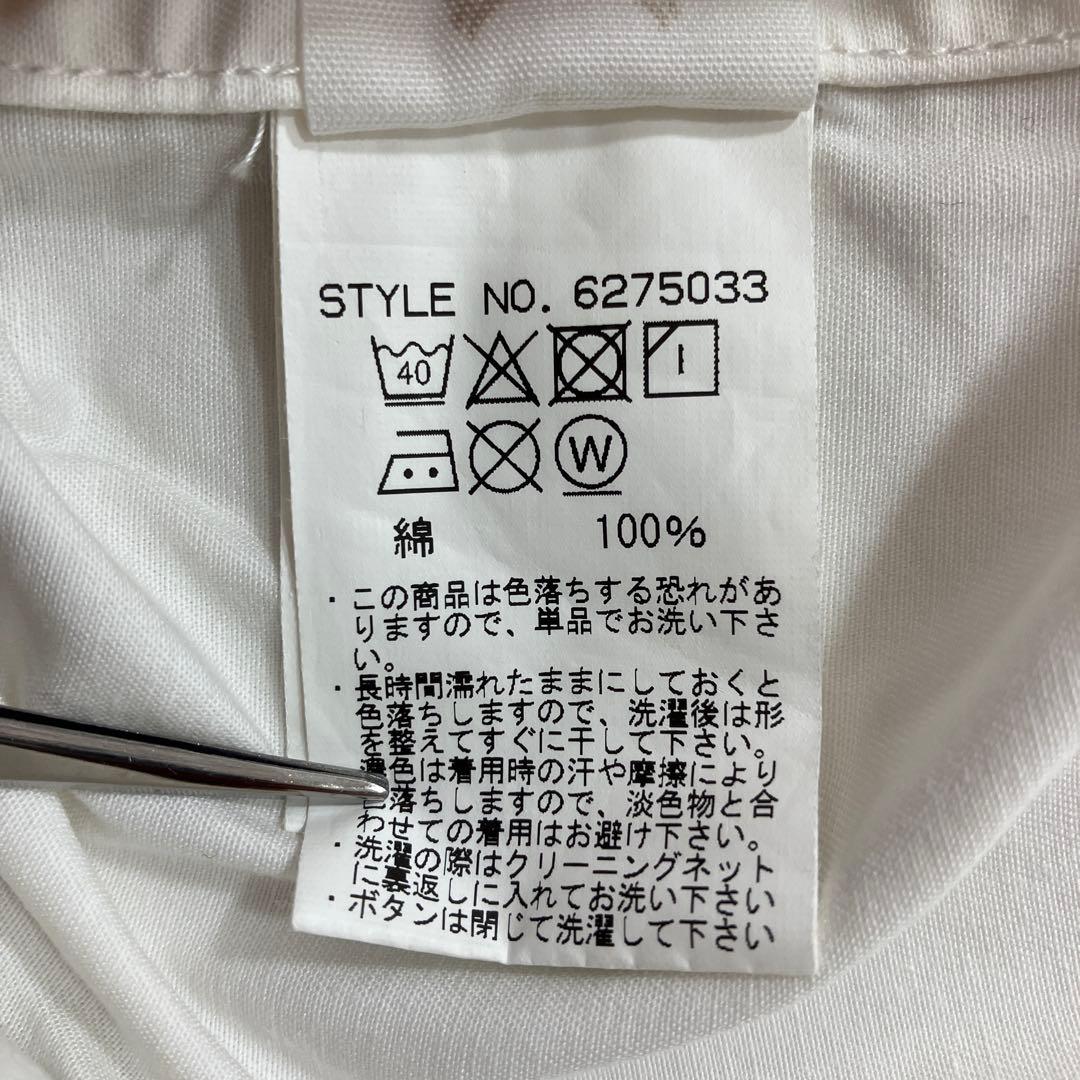 STYLE NO. 6275033
40
W
綿 100%
・この商品は色落ちする恐れがあ
りますので、単品でお洗い下さ
い。
・長時間濡れたままにしておくと
色落ちしますので、洗濯後は形
を整えてすぐに干して下さい。
濃色は着用時の汗や摩擦により
色落ちしますので、淡色物と合
わせての着用はお避け下さい。
・洗濯の際はクリーニングネット
に裏返しに入れてお洗い下さい
・ボタンは閉じて洗濯して下さい